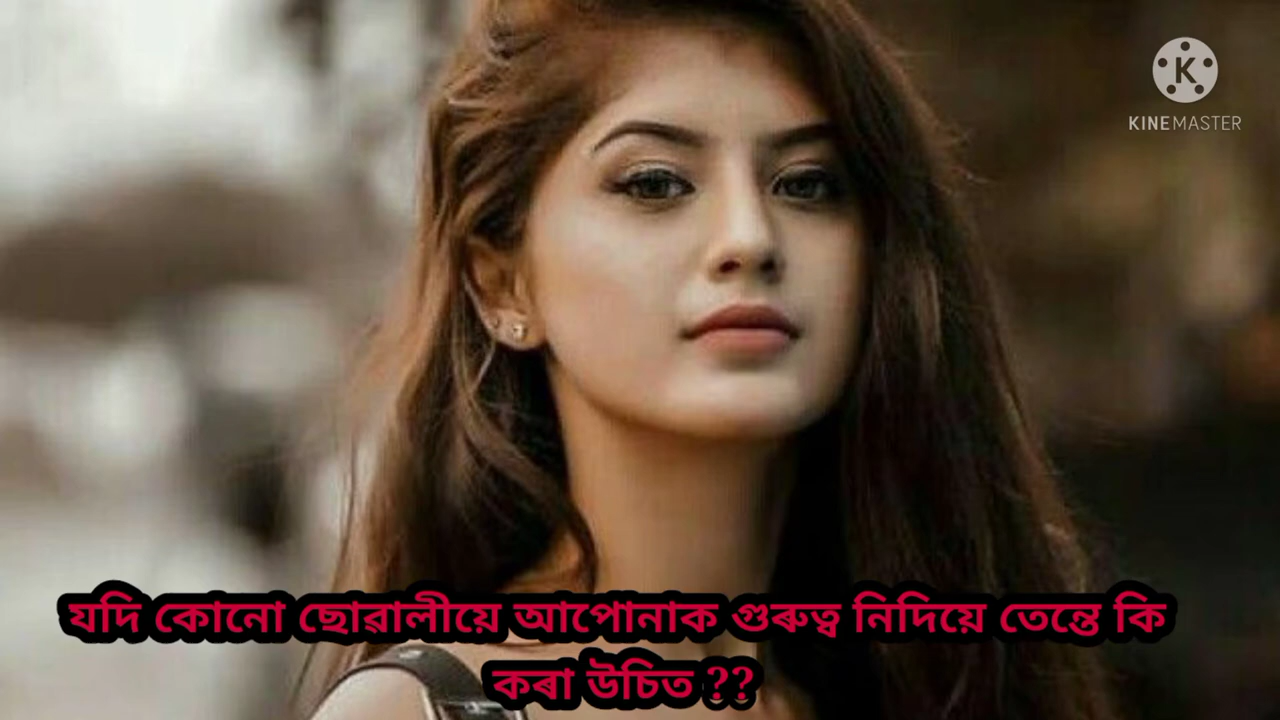 KINEMASTER
যদি কোনো ছোৱালীয়ে আপোনাক গুৰুত্ব নিদিয়ে তেন্তে কি
কৰা উচিত ??